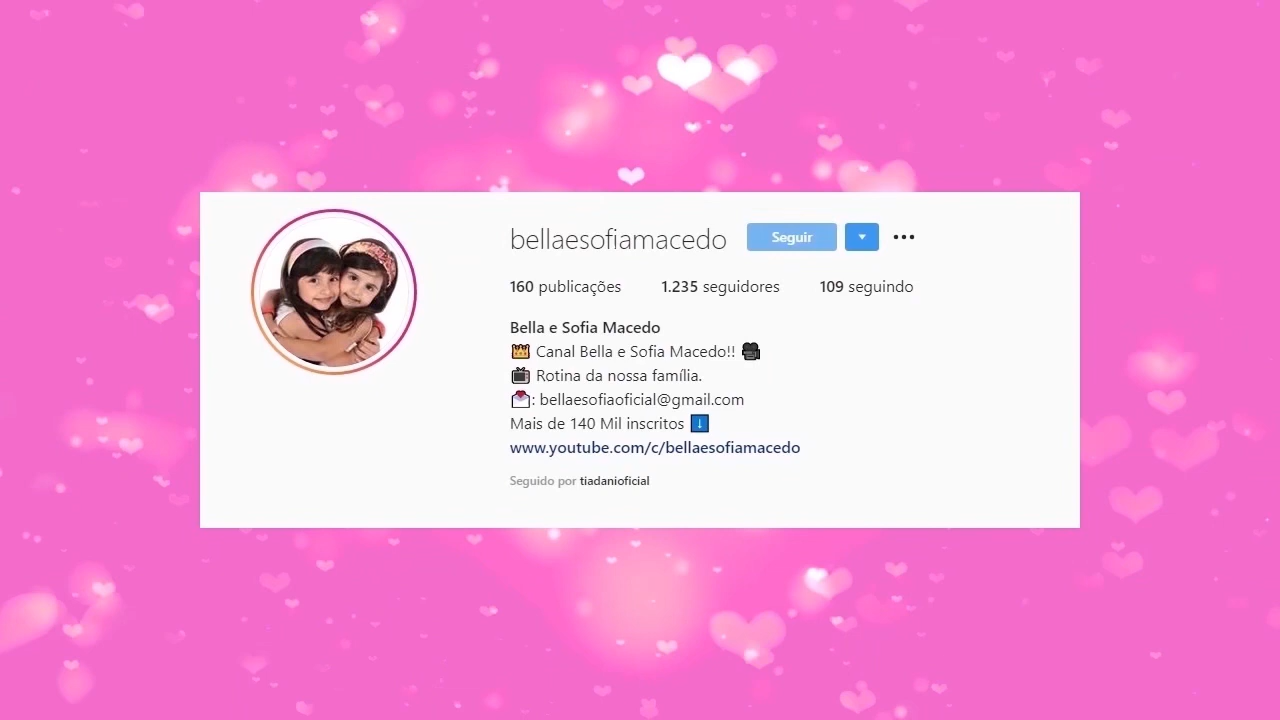 bellaesofiamacedo Seguir
160 publicações 1.235 seguidores 109 seguindo
Bella e Sofia Macedo
👑 Canal Bella e Sofia Macedo!! 🎥
📺 Rotina da nossa família.
💌: bellaesofiaoficial@gmail.com
Mais de 140 Mil inscritos ⬇️
www.youtube.com/c/bellaesofiamacedo
Seguido por tiadanioficial